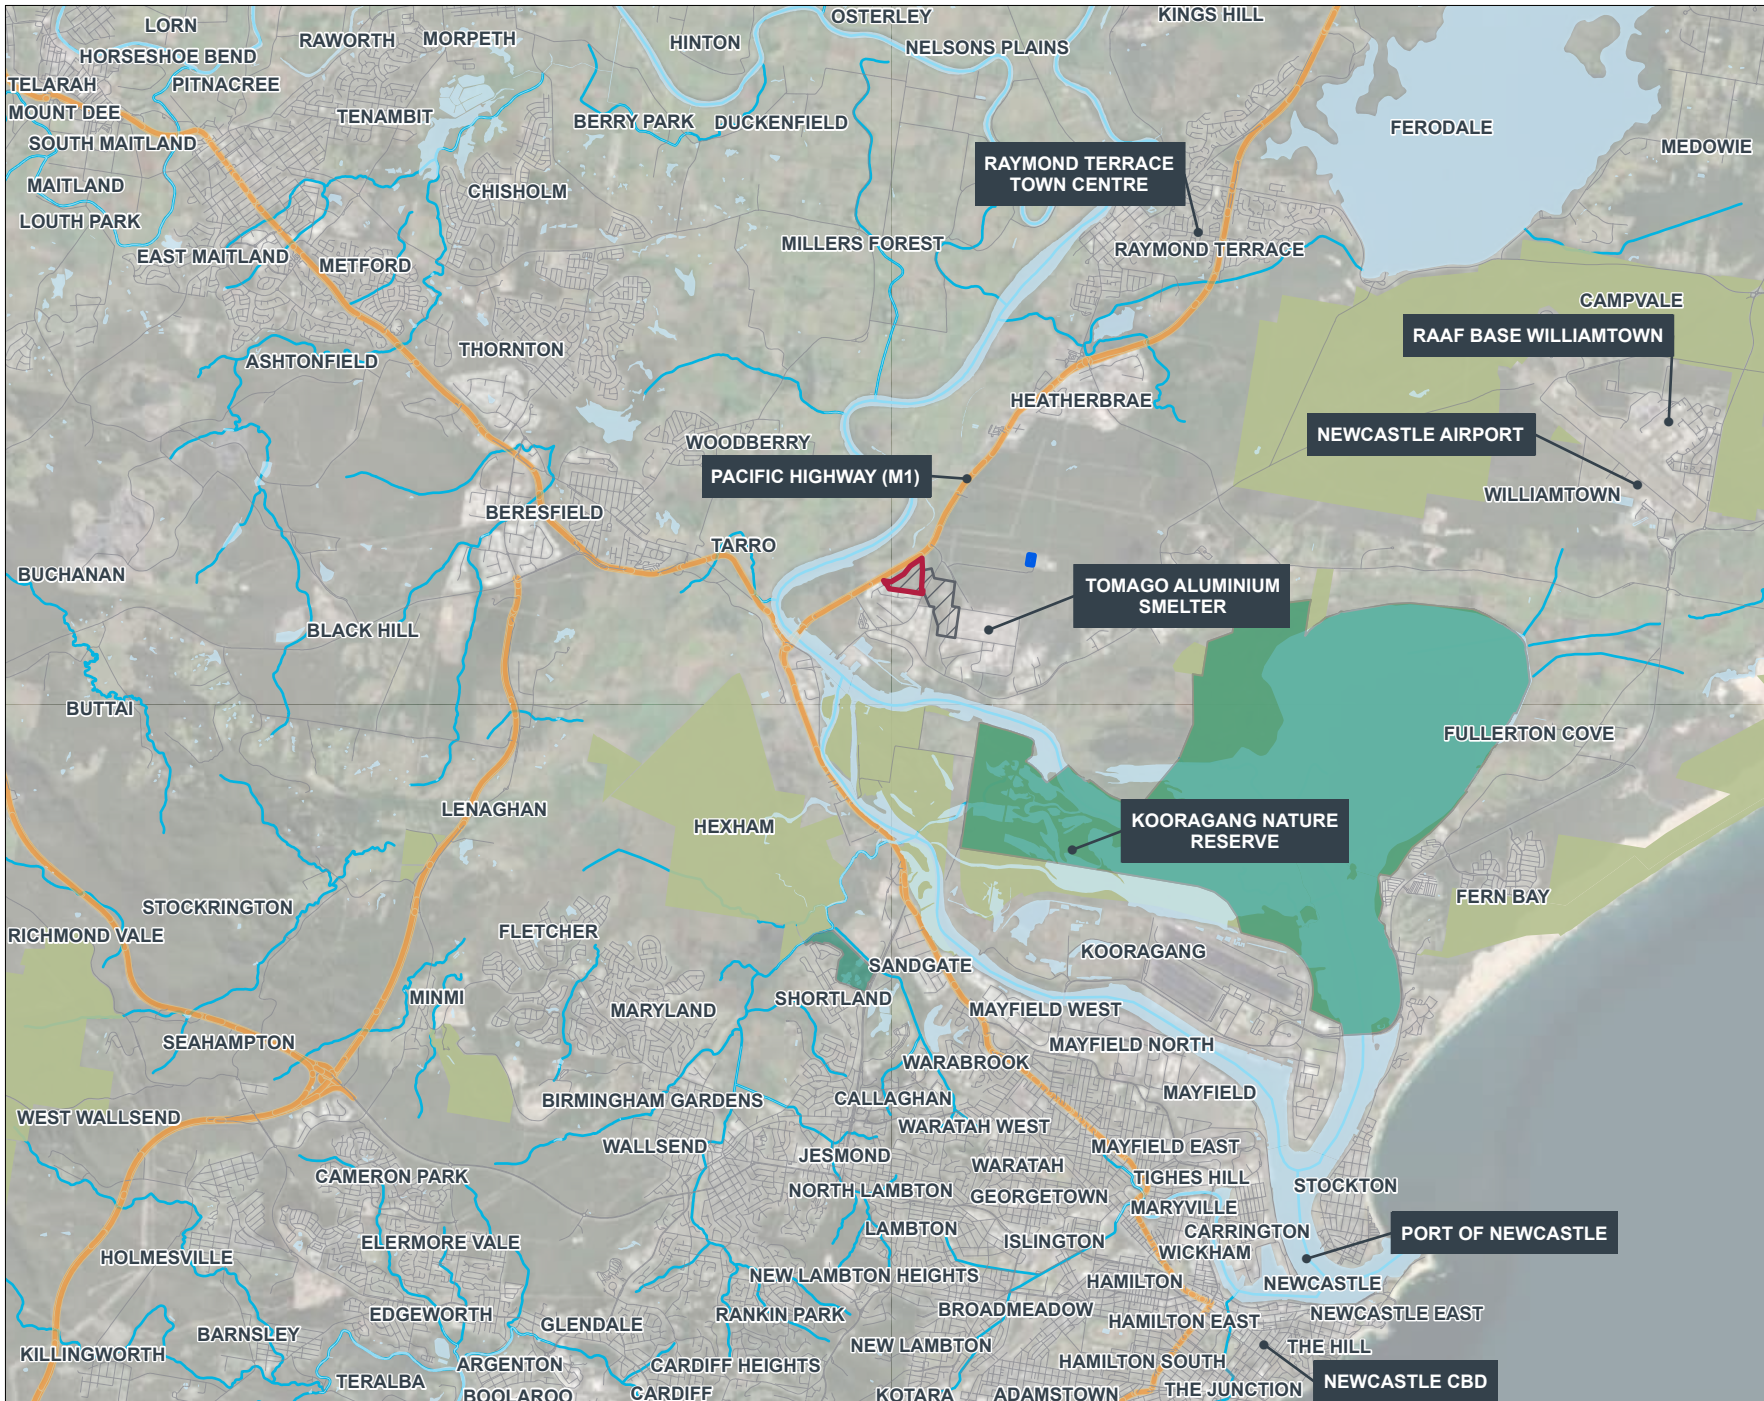 LORN
OSTERLEY
KINGS HILL
RAWORTH
MORPETH
HINTON
NELSONS PLAINS
HORSESHOE BEND
TELARAH
PITNACREE
MOUNT DEE
TENAMBIT
BERRY PARK
DUCKENFIELD
FERODALE
SOUTH MAITLAND
MEDOWIE
RAYMOND TERRACE
TOWN CENTRE
MAITLAND
CHISHOLM
LOUTH PARK
EAST MAITLAND
METFORD
MILLERS FOREST
RAYMOND TERRACE
CAMPVALE
RAAF BASE WILLIAMTOWN
ASHTONFIELD
THORNTON
HEATHERBRAE
NEWCASTLE AIRPORT
WOODBERRY
PACIFIC HIGHWAY (M1)
WILLIAMTOWN
BERESFIELD
TARRO
BUCHANAN
TOMAGO ALUMINIUM
SMELTER
BLACK HILL
BUTTAI
FULLERTON COVE
LENAGHAN
HEXHAM
KOORAGANG NATURE
RESERVE
STOCKRINGTON
FERN BAY
RICHMOND VALE
FLETCHER
SANDGATE
KOORAGANG
MINMI
MARYLAND
SHORTLAND
MAYFIELD WEST
SEAHAMPTON
MAYFIELD NORTH
WARABROOK
BIRMINGHAM GARDENS
CALLAGHAN
MAYFIELD
WEST WALLSEND
WARATAH WEST
WALLSEND
JESMOND
MAYFIELD EAST
WARATAH
CAMERON PARK
TIGHES HILL
NORTH LAMBTON
GEORGETOWN
STOCKTON
MARYVILLE
LAMBTON
CARRINGTON
PORT OF NEWCASTLE
ELERMORE VALE
ISLINGTON
WICKHAM
HOLMESVILLE
NEW LAMBTON HEIGHTS
HAMILTON
NEWCASTLE
EDGEWORTH
RANKIN PARK
BROADMEADOW
NEWCASTLE EAST
GLENDALE
HAMILTON EAST
BARNSLEY
NEW LAMBTON
THE HILL
KILLINGWORTH
ARGENTON
CARDIFF HEIGHTS
HAMILTON SOUTH
TERALBA
NEWCASTLE CBD
BOOLAROO
CARDIFF
KOTARA
ADAMSTOWN
THE JUNCTION